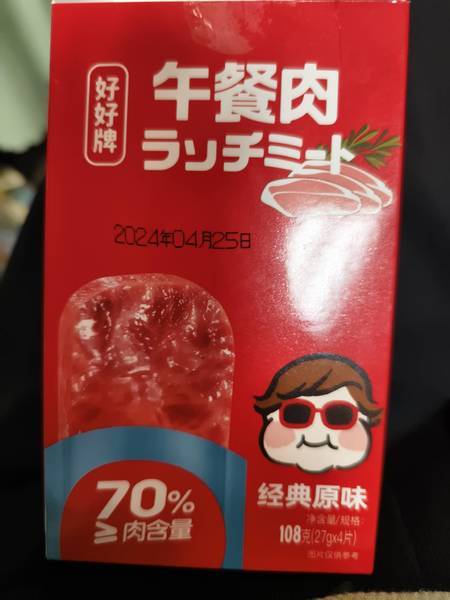 好好牌
午餐肉
ランチミート
2024年04月25日
70%
≥肉含量
经典原味
净含量/规格:
108克(27gx4片)
图片仅供参考